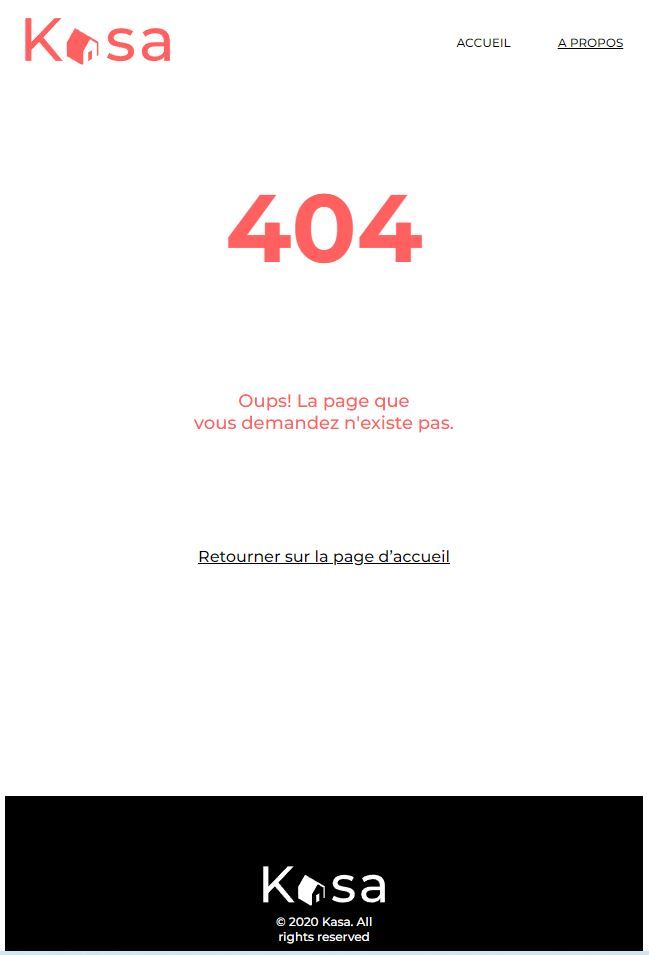 Kasa
ACCUEIL
A PROPOS
404
Oups! La page que
vous demandez n'existe pas.
Retourner sur la page d’accueil
Kasa
© 2020 Kasa. All
rights reserved